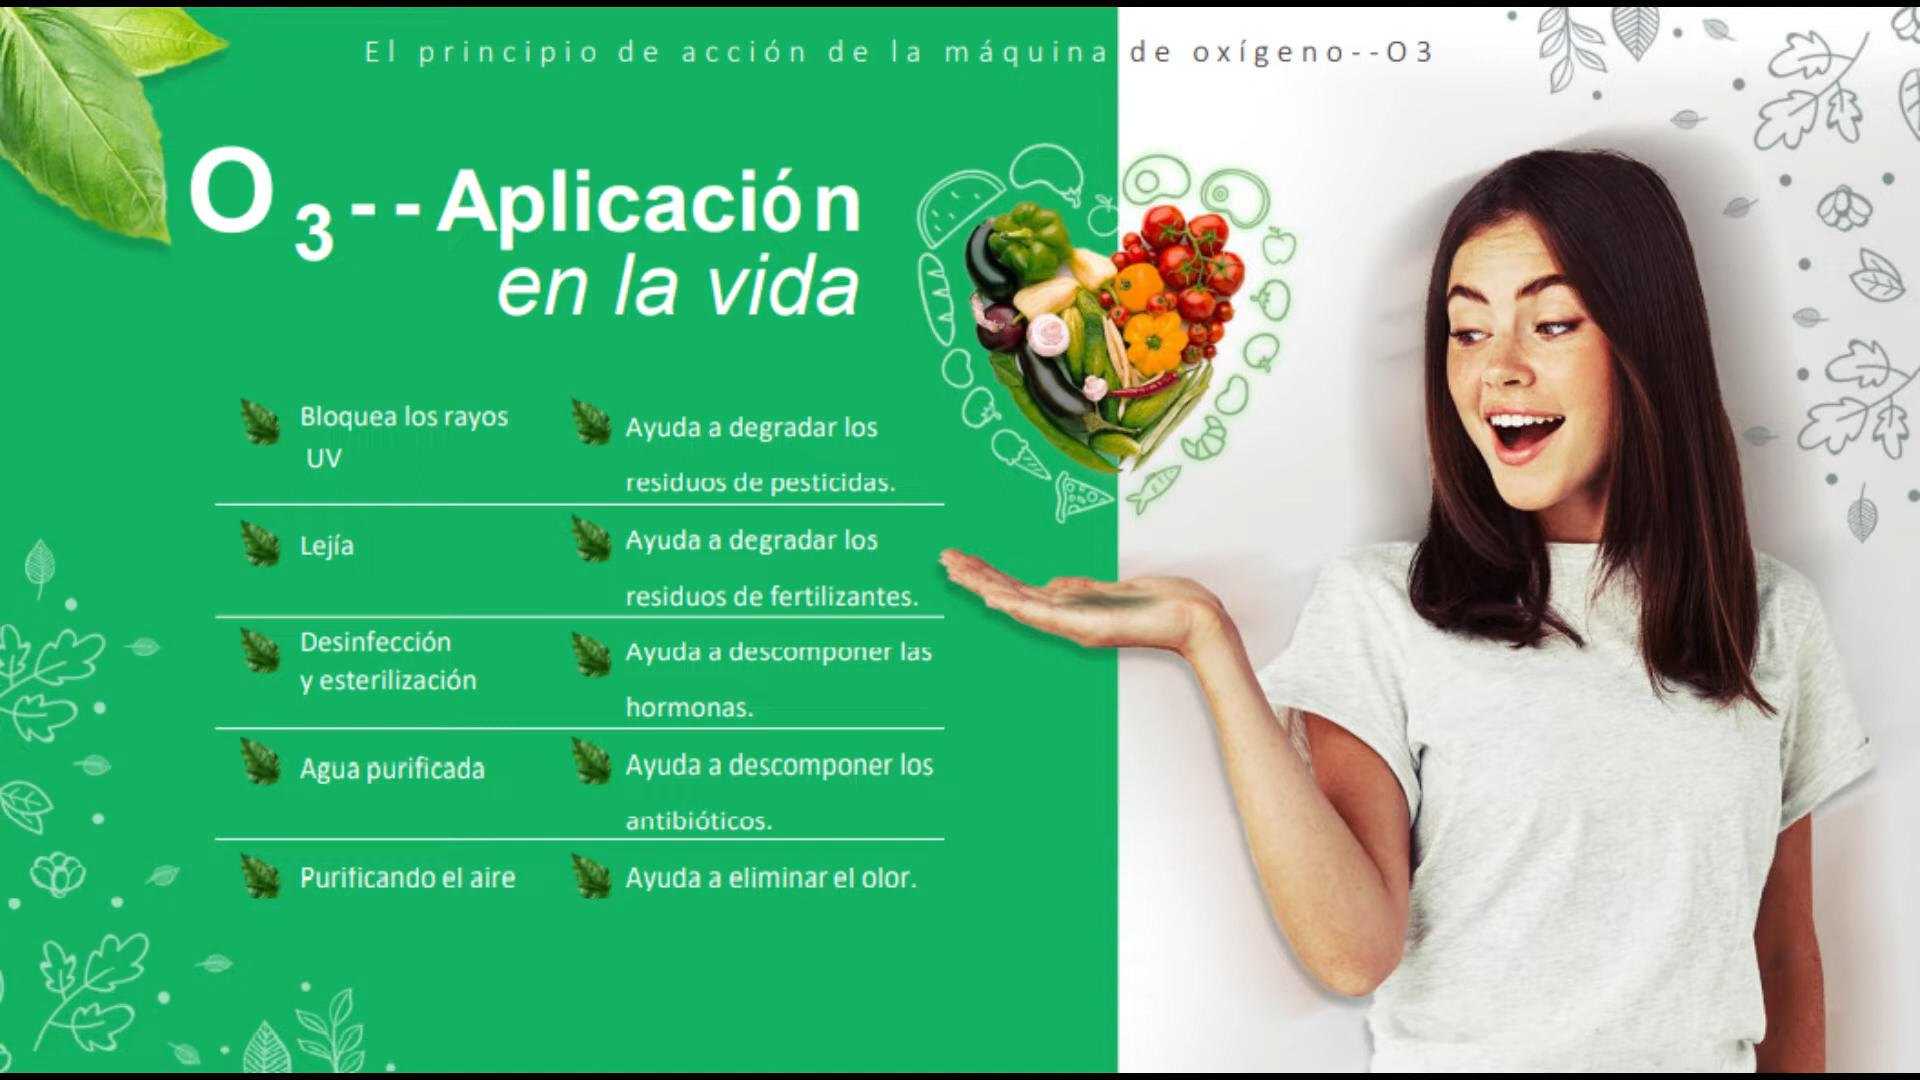 El principio de acción de la máquina de oxígeno--O3
O3--Aplicación
en la vida
Bloquea los rayos
UV
Ayuda a degradar los
residuos de pesticidas.
Lejía
Ayuda a degradar los
residuos de fertilizantes.
Desinfección
y esterilización
Ayuda a descomponer las
hormonas.
Agua purificada
Ayuda a descomponer los
antibióticos.
Purificando el aire
Ayuda a eliminar el olor.